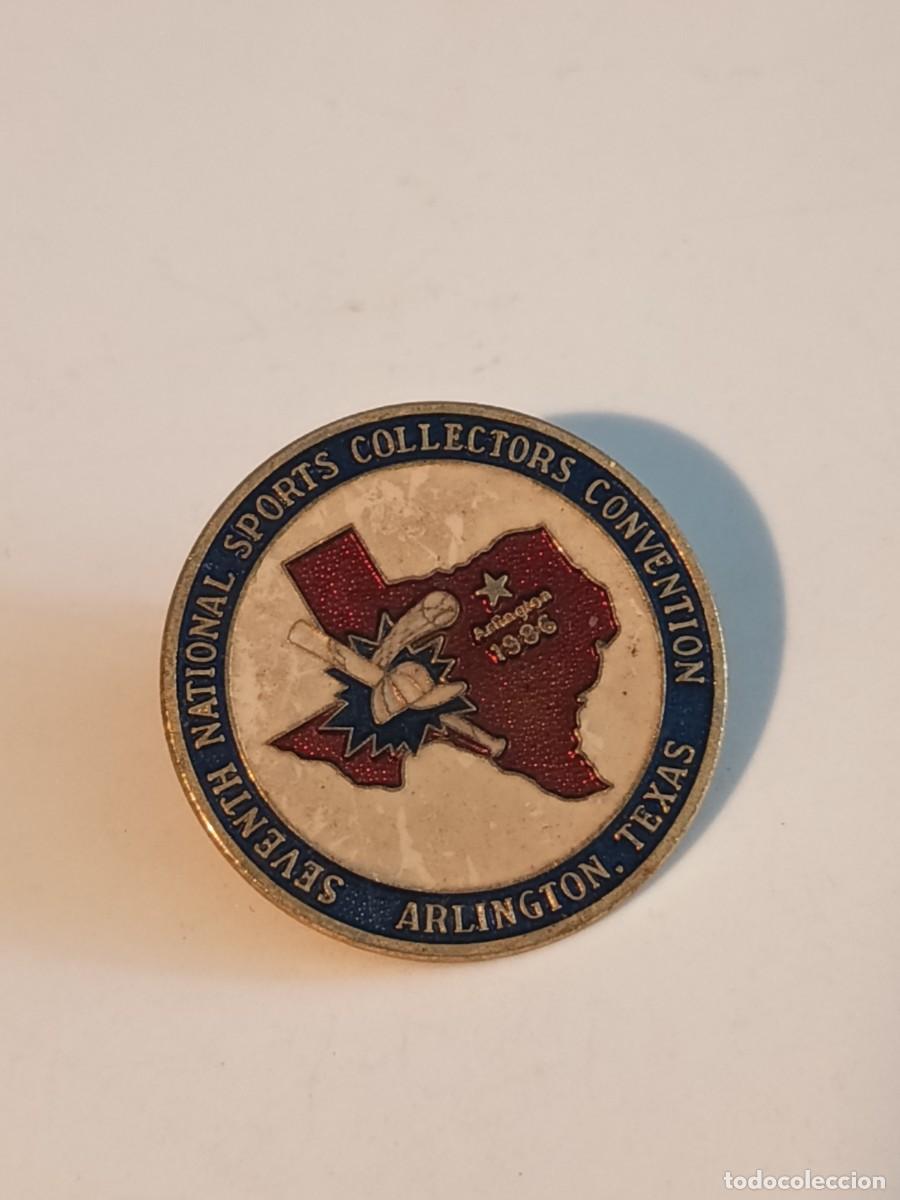 SEVENTH NATIONAL SPORTS COLLECTORS CONVENTION
ARLINGTON, TEXAS
Arlington
1986
todocoleccion